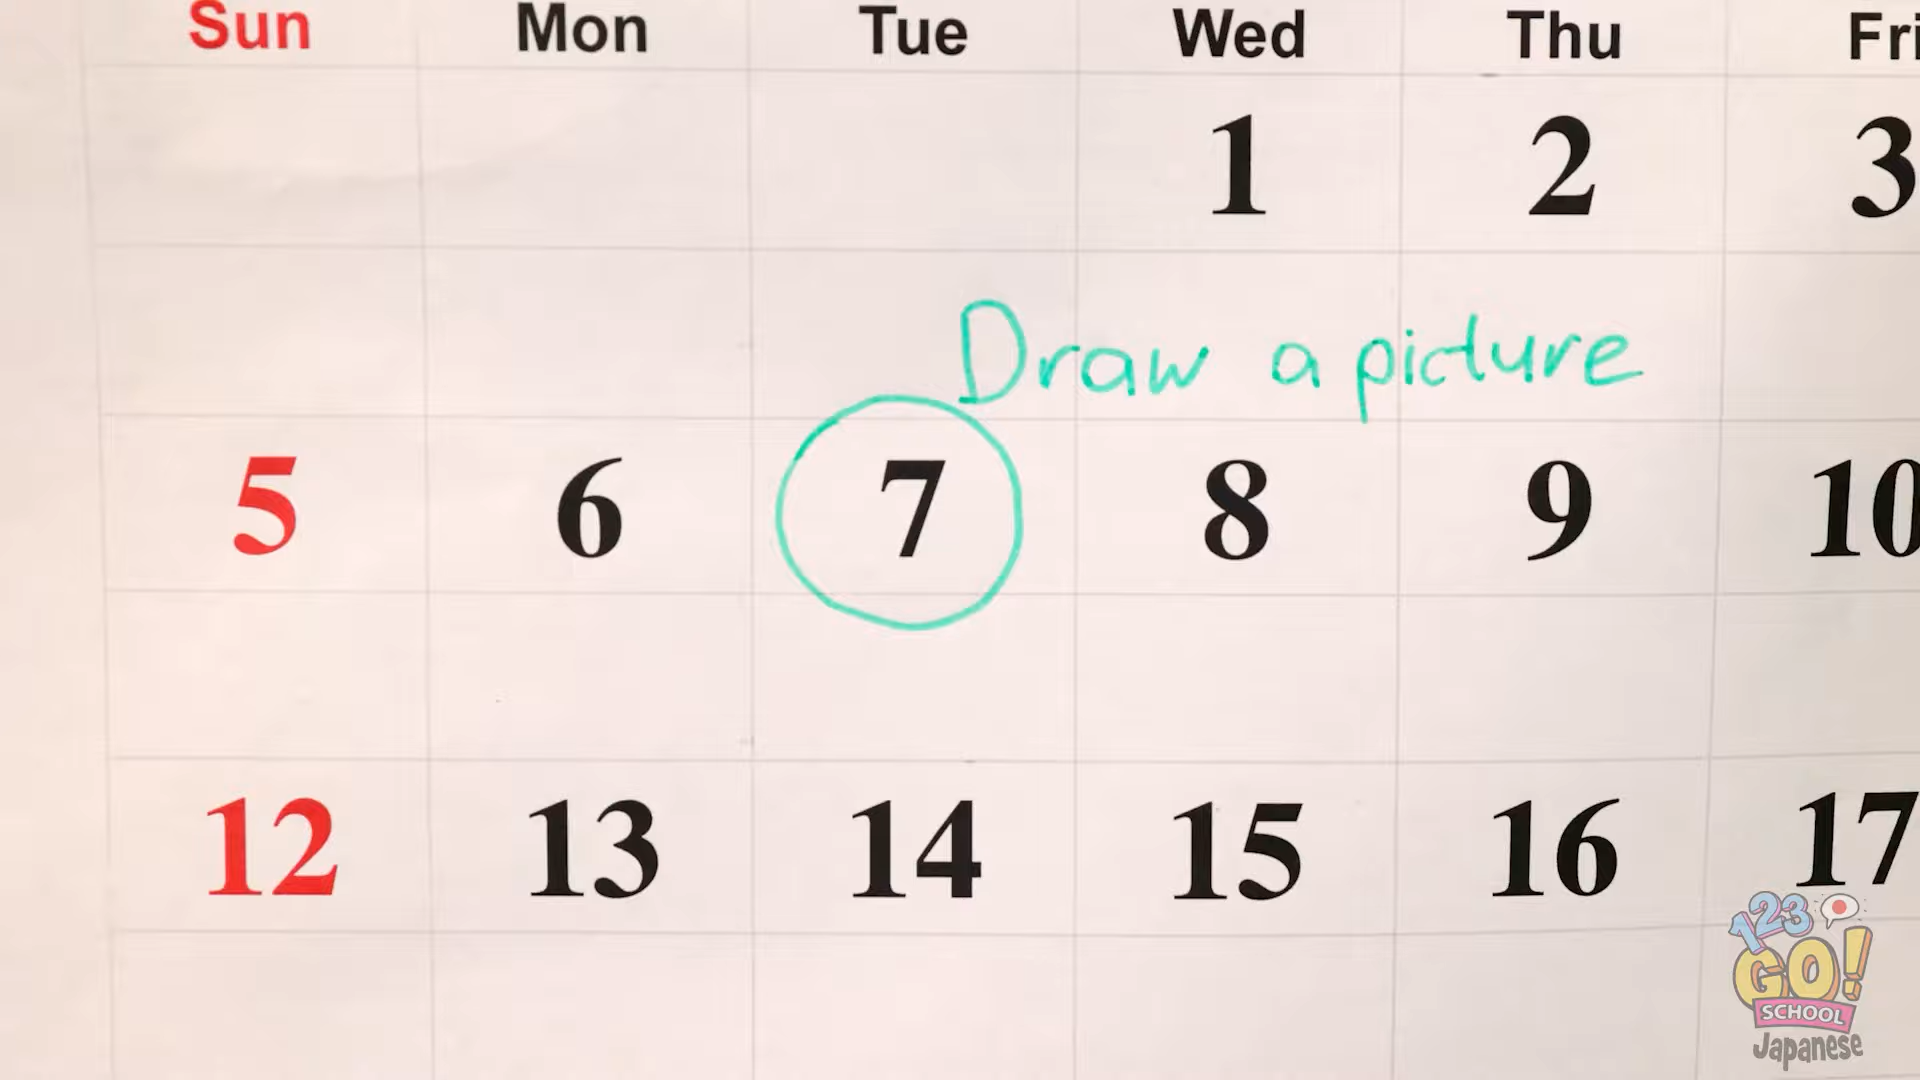 Sun Mon Tue Wed Thu Fri
1 2 3
Draw a picture
5 6 7 8 9 10
12 13 14 15 16 17
123
GO!
SCHOOL
Japanese